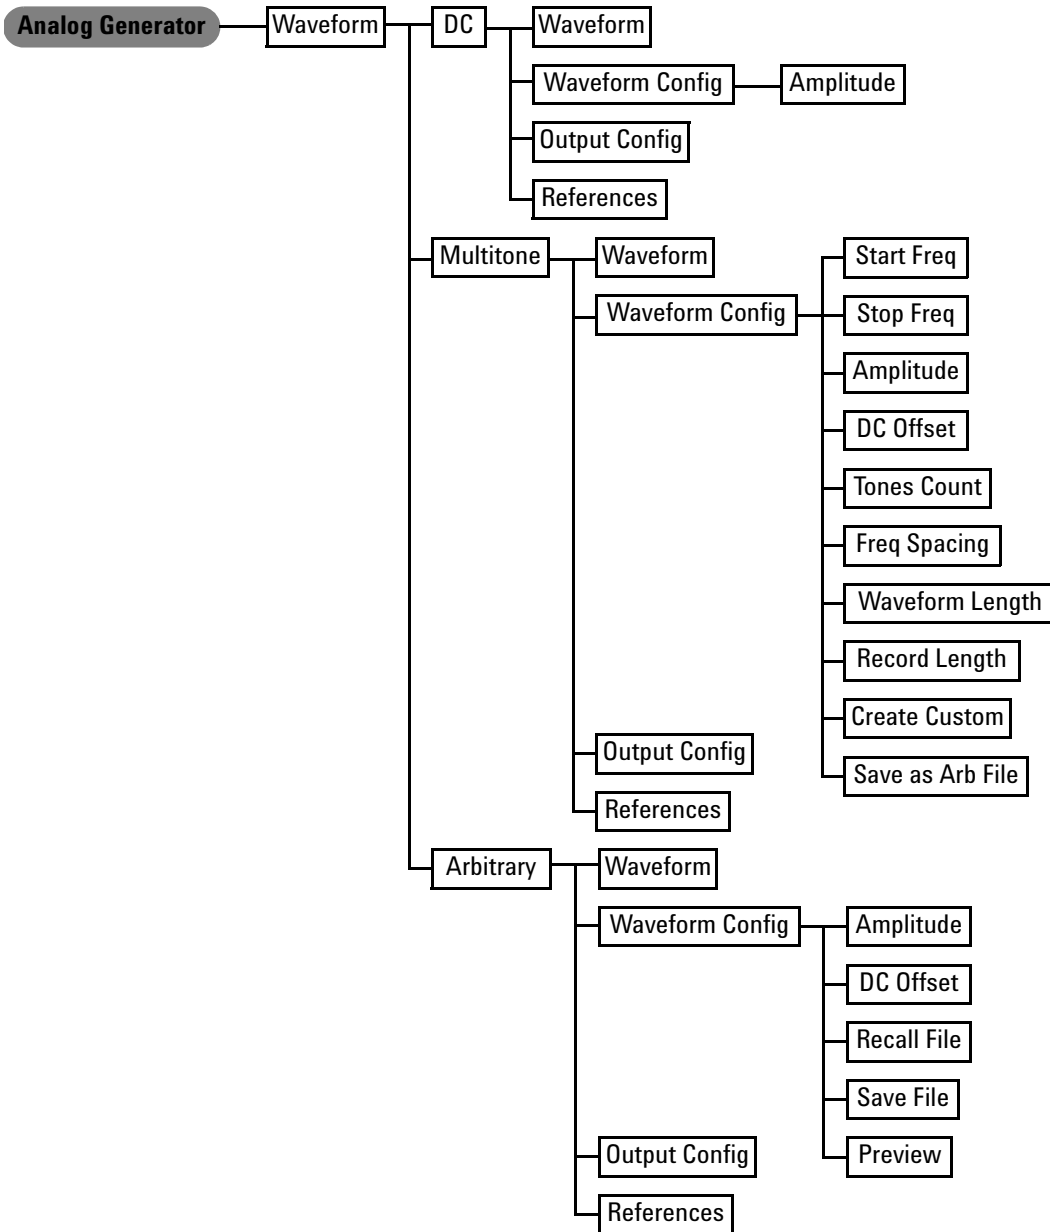 Analog Generator
Waveform
DC
Waveform
Waveform Config
Amplitude
Output Config
References
Multitone
Waveform
Waveform Config
Start Freq
Stop Freq
Amplitude
DC Offset
Tones Count
Freq Spacing
Waveform Length
Record Length
Create Custom
Save as Arb File
Output Config
References
Arbitrary
Waveform
Waveform Config
Amplitude
DC Offset
Recall File
Save File
Preview
Output Config
References